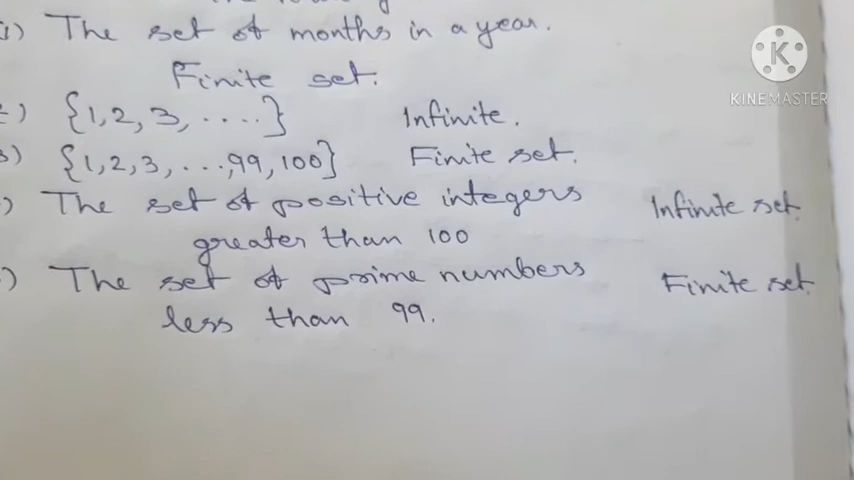 the
1) The set of months in a year.
Finite set.
) {1, 2, 3, .....} Infinite.
3) {1, 2, 3, ..., 99, 100} Finite set.
) The set of positive integers Infinite set.
greater than 100
) The set of prime numbers Finite set.
less than 99.
K
KINEMASTER